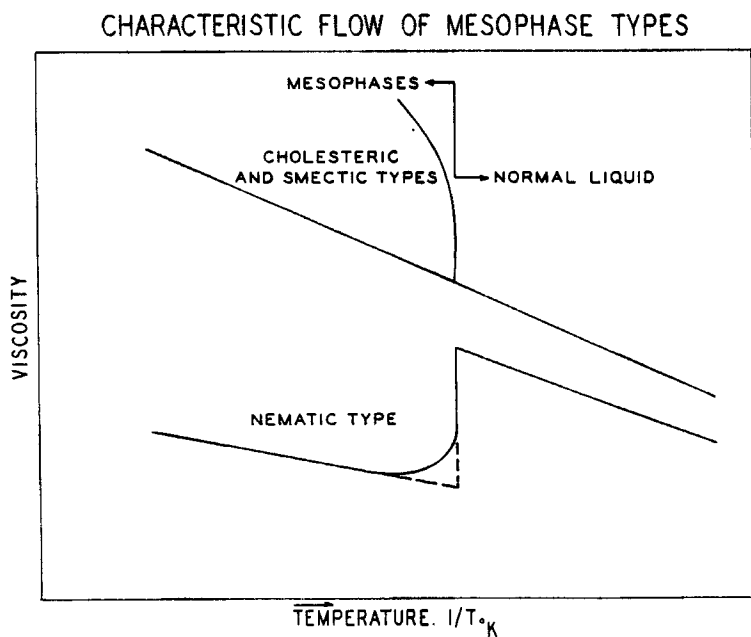 CHARACTERISTIC FLOW OF MESOPHASE TYPES
MESOPHASES
CHOLESTERIC
AND SMECTIC TYPES
NORMAL LIQUID
VISCOSITY
NEMATIC TYPE
TEMPERATURE. 1/T°K